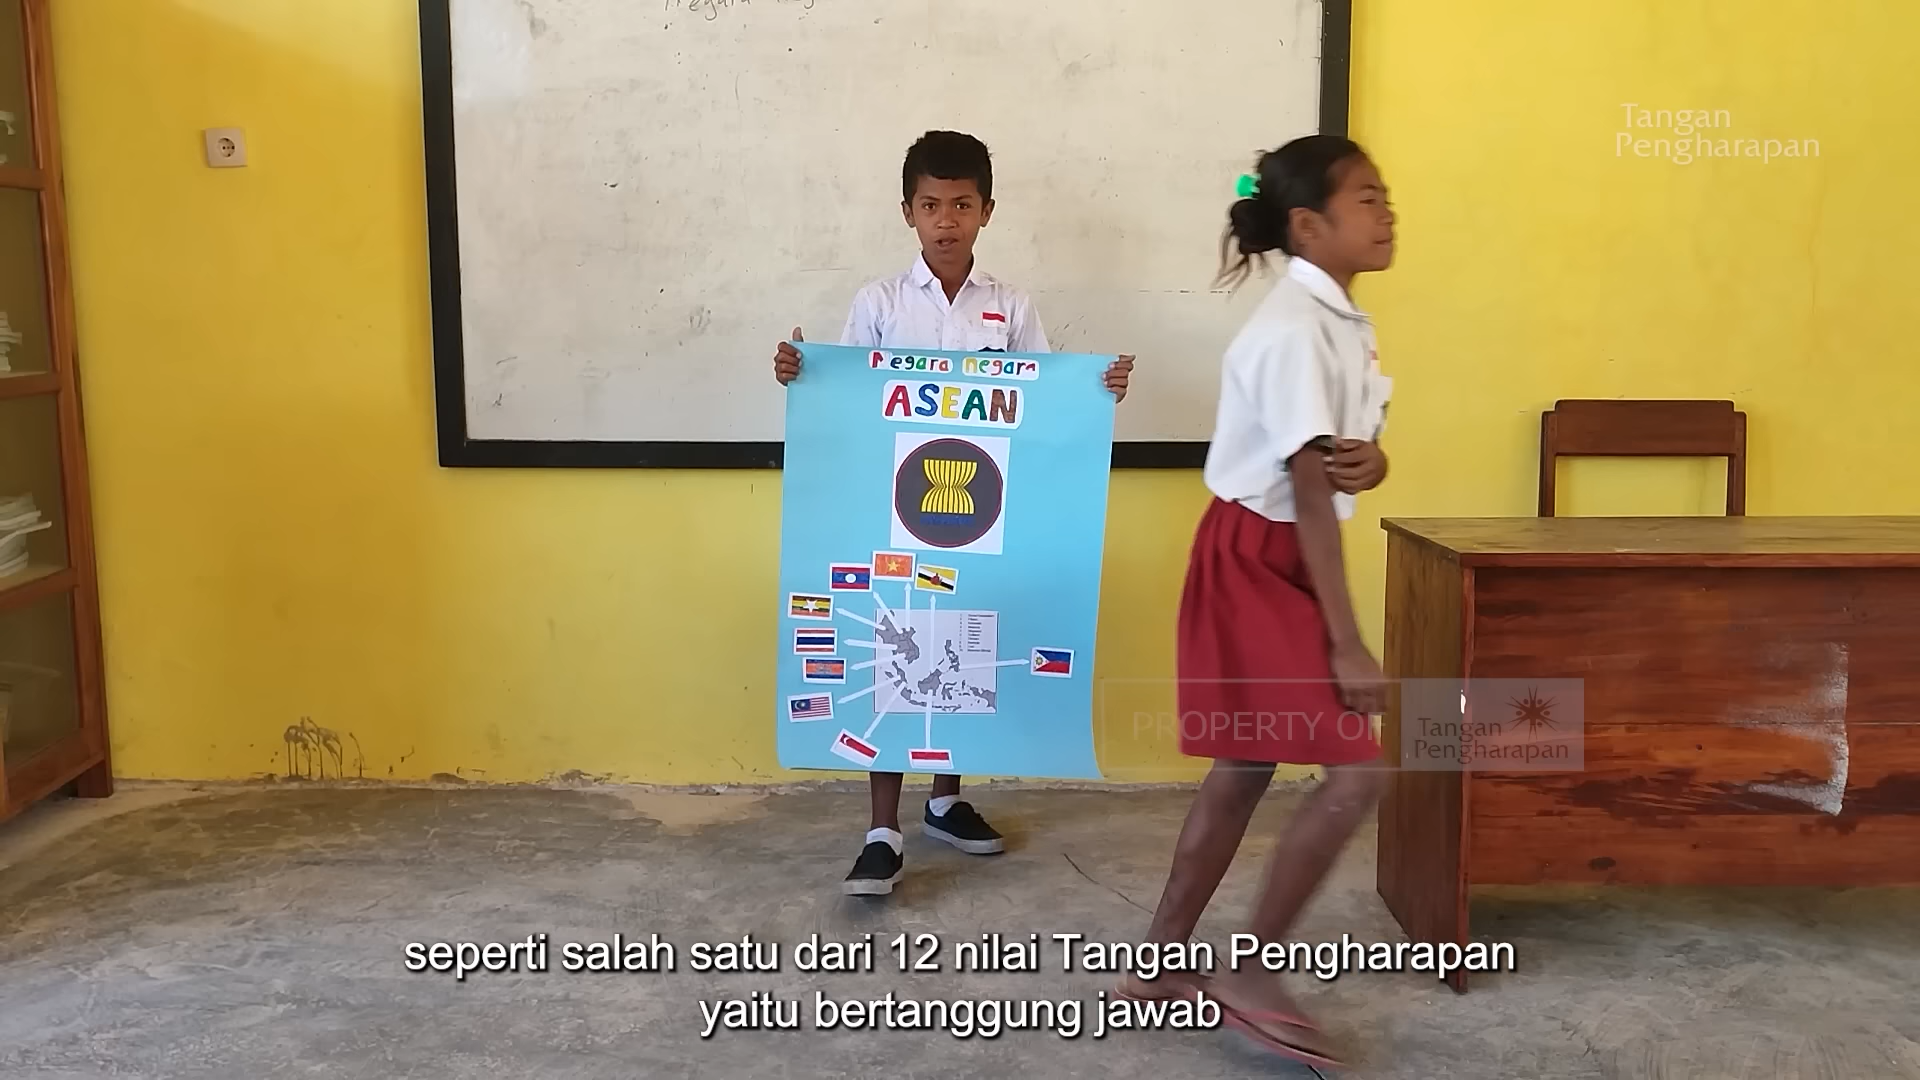 Tangan
Pengharapan
Negara negara
ASEAN
PROPERTY OF
Tangan
Pengharapan
seperti salah satu dari 12 nilai Tangan Pengharapan
yaitu bertanggung jawab